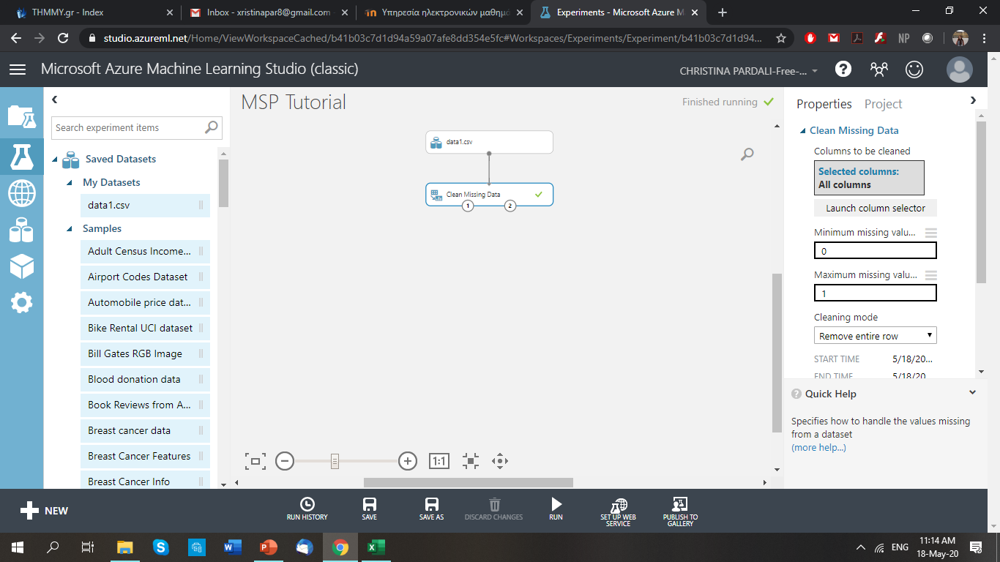 THMMY.gr - Index
Inbox - xristinapar8@gmail.com -
Υπηρεσία ηλεκτρονικών μαθημά
Experiments - Microsoft Azure M
studio.azureml.net/Home/ViewWorkspaceCached/b41b03c7d1d94a59a07afe8dd354e5fc#Workspaces/Experiments/Experiment/b41b03c7d1d94...
NP
Microsoft Azure Machine Learning Studio (classic)
CHRISTINA PARDALI-Free-...
MSP Tutorial
Finished running
Properties Project
Search experiment items
Saved Datasets
My Datasets
data1.csv
Samples
Adult Census Income...
Airport Codes Dataset
Automobile price dat...
Bike Rental UCI dataset
Bill Gates RGB Image
Blood donation data
Book Reviews from A...
Breast cancer data
Breast Cancer Features
Breast Cancer Info
data1.csv
Clean Missing Data
1 2
1:1
Clean Missing Data
Columns to be cleaned
Selected columns:
All columns
Launch column selector
Minimum missing valu...
0
Maximum missing valu...
1
Cleaning mode
Remove entire row
START TIME 5/18/20...
END TIME 5/18/20
Quick Help
Specifies how to handle the values missing
from a dataset
(more help...)
NEW
RUN HISTORY
SAVE
SAVE AS
DISCARD CHANGES
RUN
SET UP WEB
SERVICE
PUBLISH TO
GALLERY
ENG
11:14 AM
18-May-20